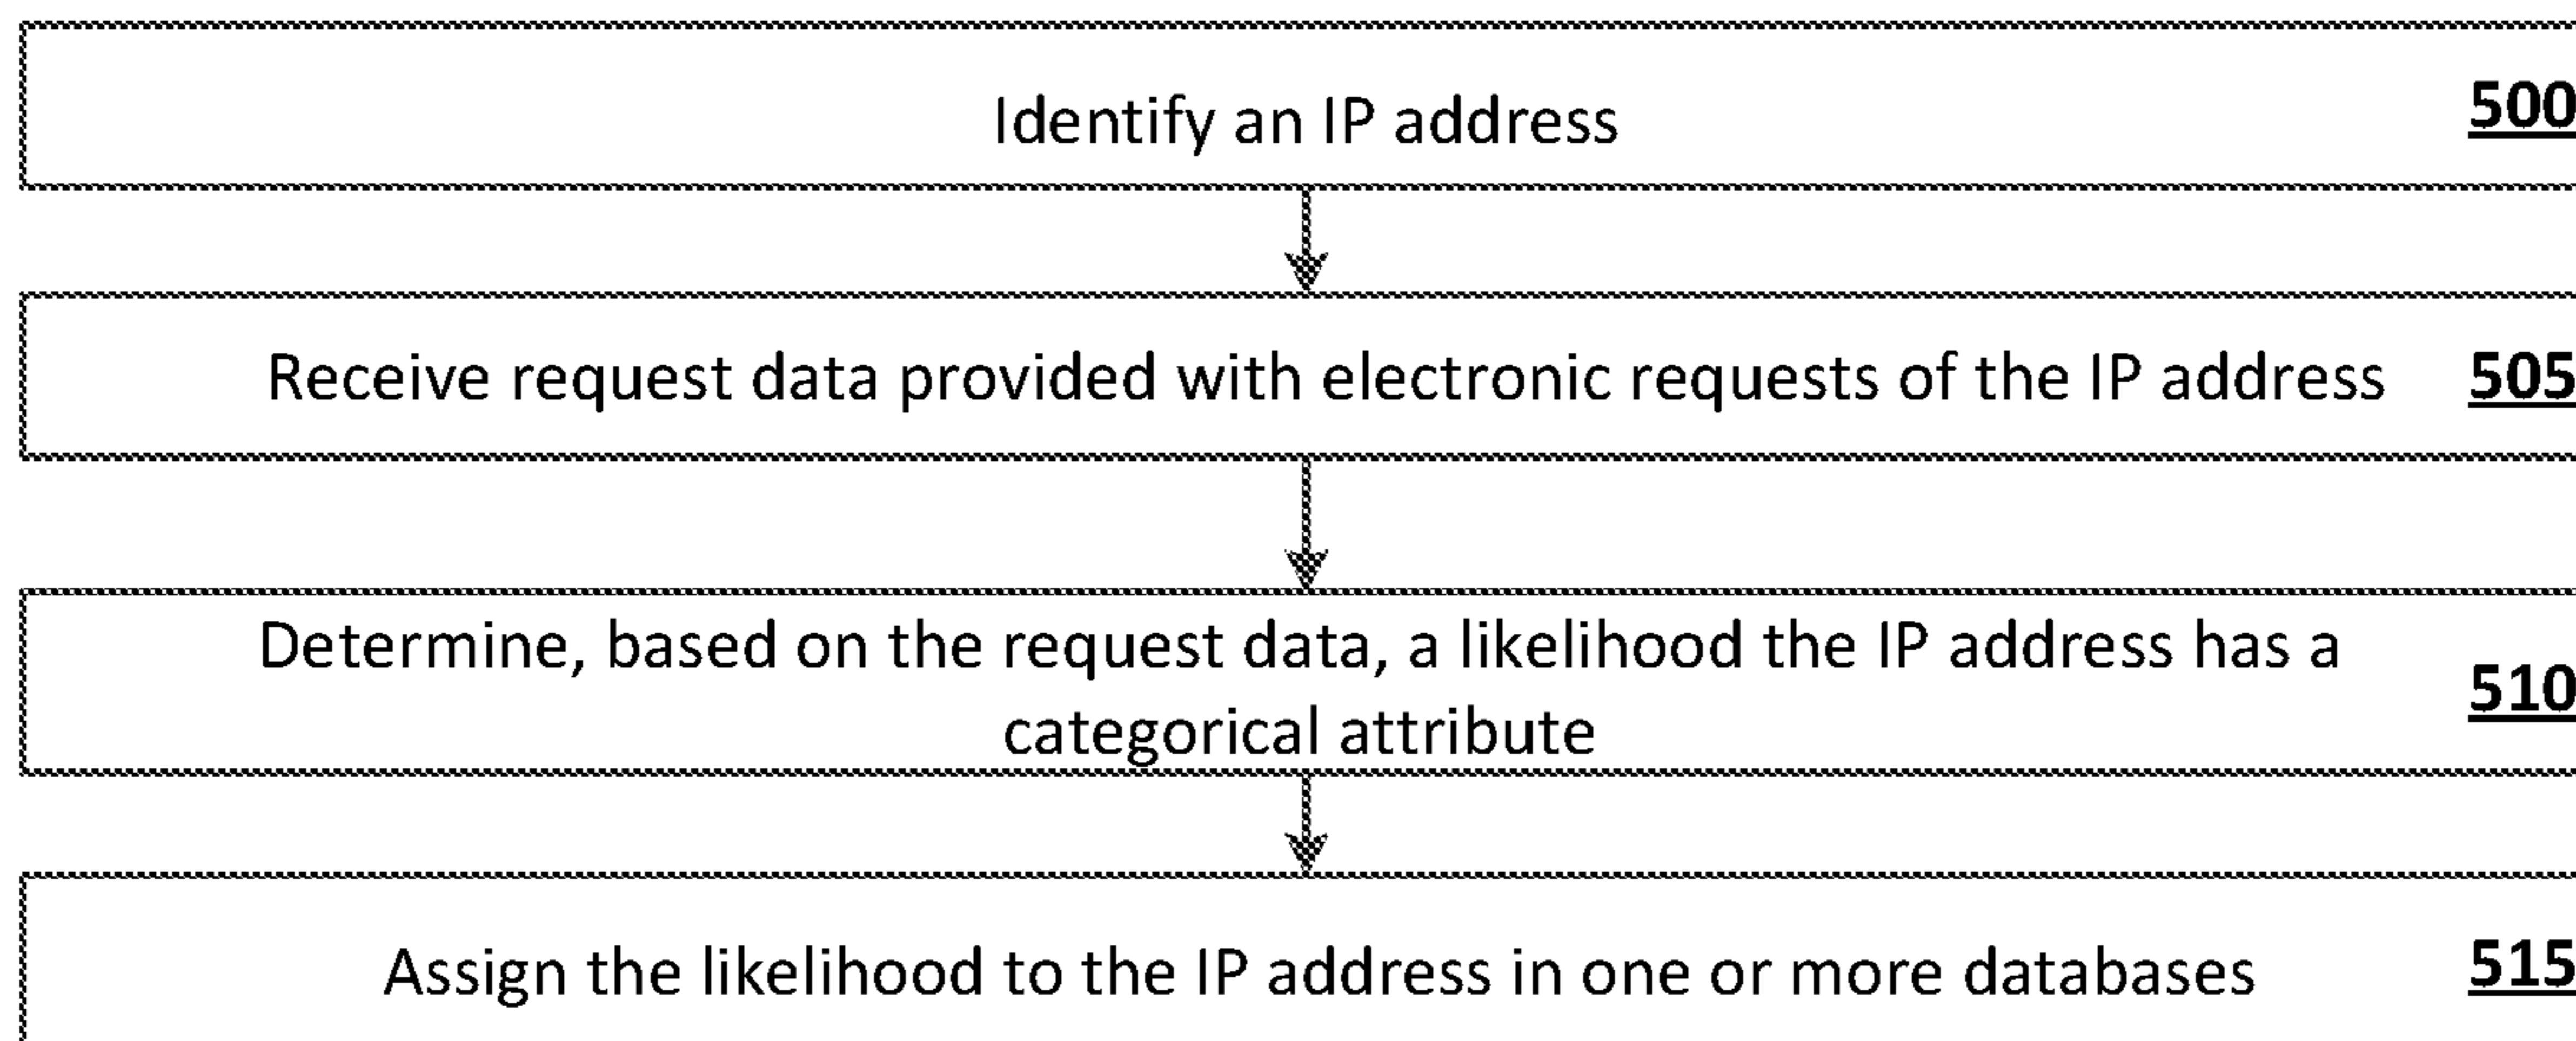 Identify an IP address
500
Receive request data provided with electronic requests of the IP address
505
Determine, based on the request data, a likelihood the IP address has a
categorical attribute
510
Assign the likelihood to the IP address in one or more databases
515